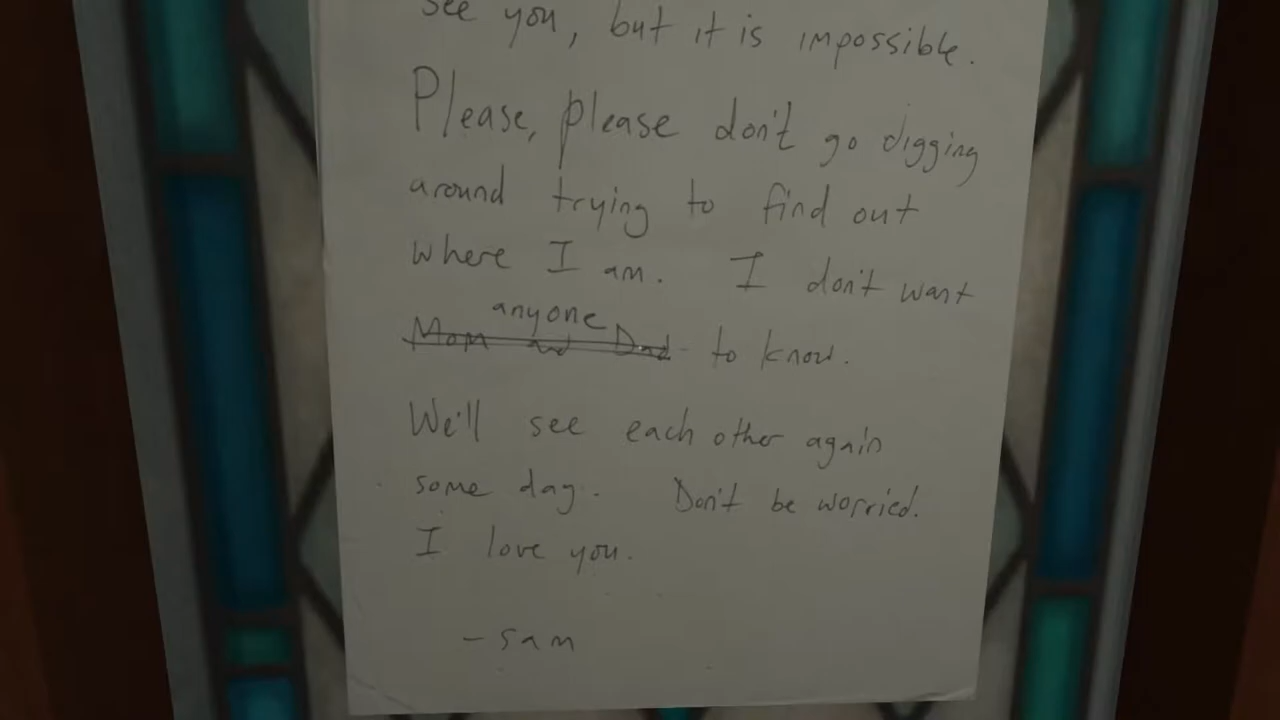 see you, but it is impossible.
Please, please don't go digging
around trying to find out
where I am. I don't want
anyone
Mom and Dad to know.
We'll see each other again
some day. Don't be worried.
I love you.
- Sam